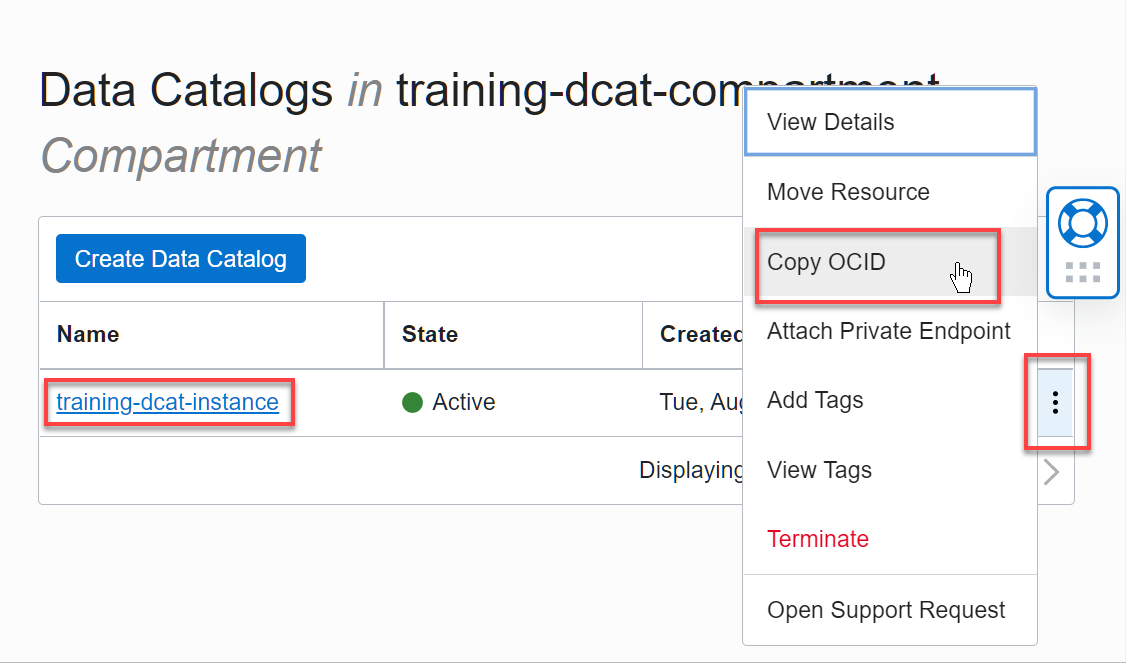 Data Catalogs in training-dcat-compartment
Compartment
View Details
Move Resource
Create Data Catalog
Copy OCID
Name State Created
Attach Private Endpoint
training-dcat-instance Active Tue, Aug
Add Tags
Displaying
View Tags
Terminate
Open Support Request